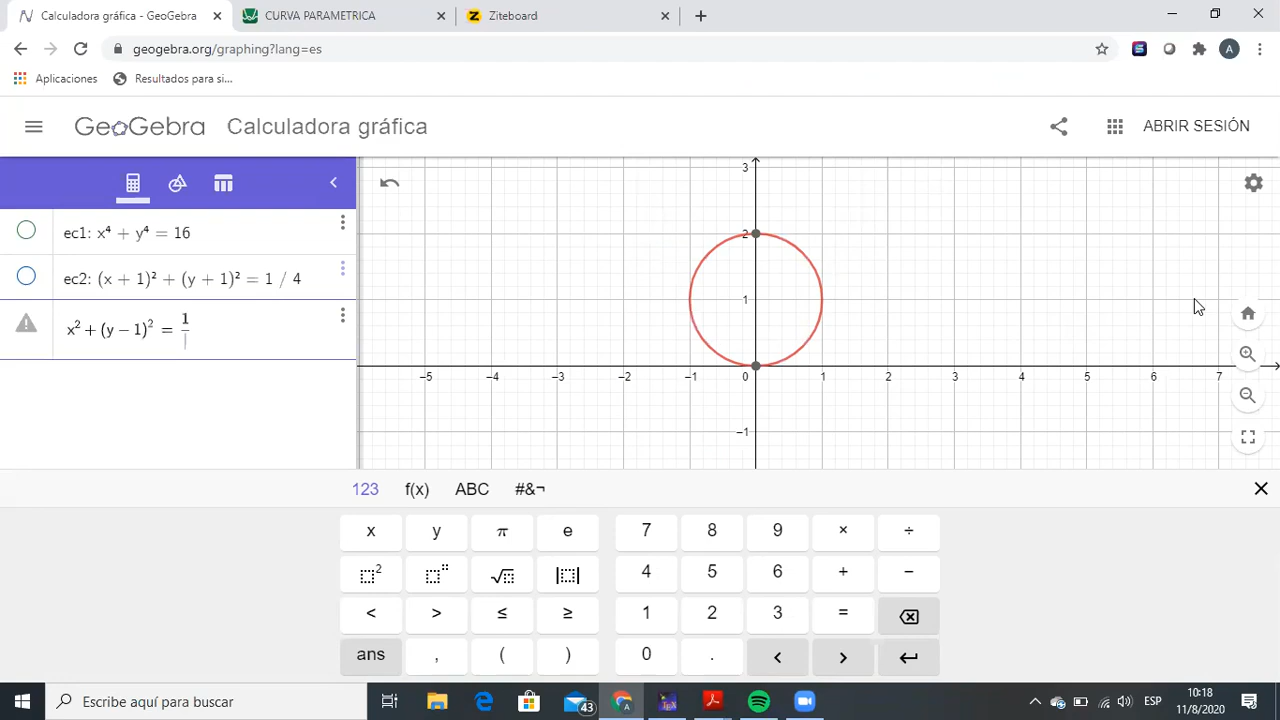 Calculadora gráfica - GeoGebra
CURVA PARAMETRICA
Ziteboard
geogebra.org/graphing?lang=es
A
Aplicaciones
Resultados para si...
GeoGebra
Calculadora gráfica
ABRIR SESIÓN
ec1: x⁴ + y⁴ = 16
ec2: (x + 1)² + (y + 1)² = 1 / 4
x² + (y − 1)² = 1/
3
2
1
−5 −4 −3 −2 −1 0 1 2 3 4 5 6 7
−1
123 f(x) ABC #&¬
x y π e 7 8 9 × ÷
² √ 4 5 6 + −
< > ≤ ≥ 1 2 3 =
ans , ( ) 0 . < >
Escribe aquí para buscar
43
ESP
10:18
11/8/2020